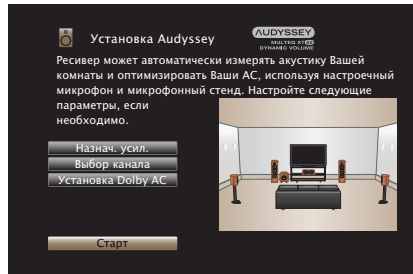 Установка Audyssey
AUDYSSEY
MULTEQ XT32
DYNAMIC VOLUME
Ресивер может автоматически измерять акустику Вашей
комнаты и оптимизировать Ваши АС, используя настроечный
микрофон и микрофонный стенд. Настройте следующие
параметры, если
необходимо.
Назнач. усил.
Выбор канала
Установка Dolby АС
Старт